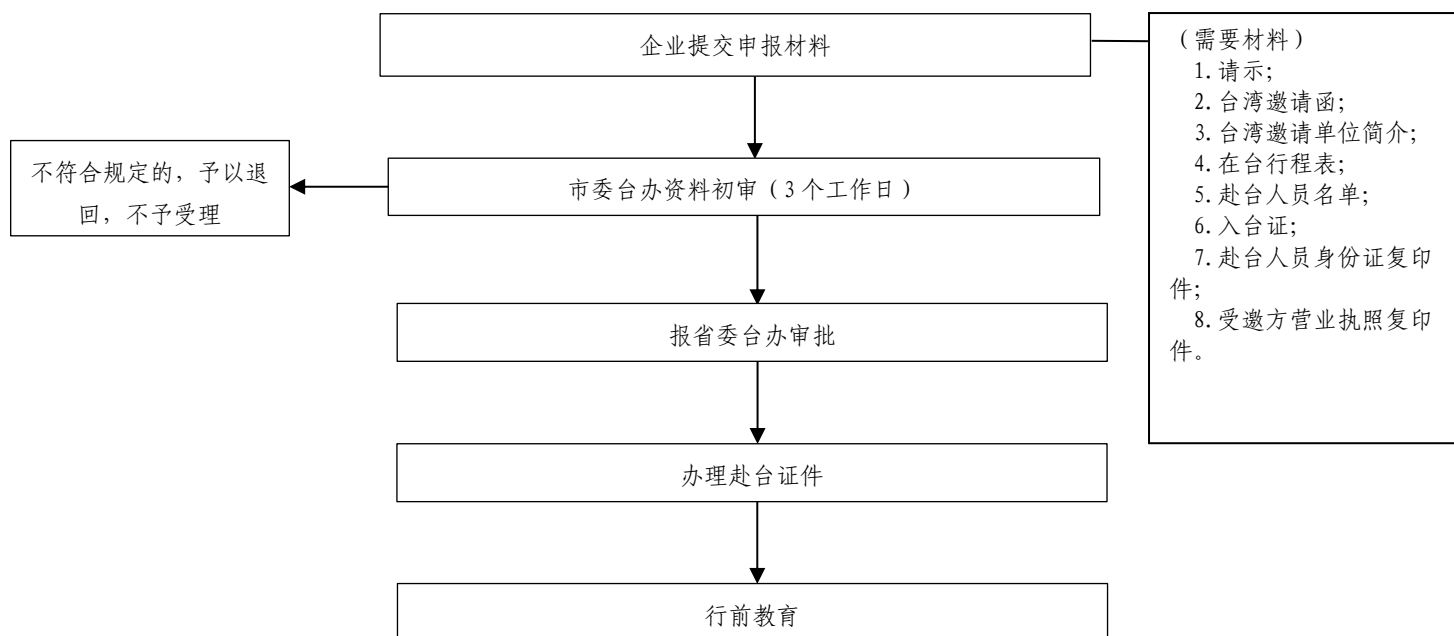 企业提交申报材料
（需要材料）
1.请示；
2.台湾邀请函；
3.台湾邀请单位简介；
4.在台行程表；
5.赴台人员名单；
6.入台证；
7.赴台人员身份证复印
件；
8.受邀方营业执照复印
件。
不符合规定的，予以退
回，不予受理
市委台办资料初审（3 个工作日）
报省委台办审批
办理赴台证件
行前教育